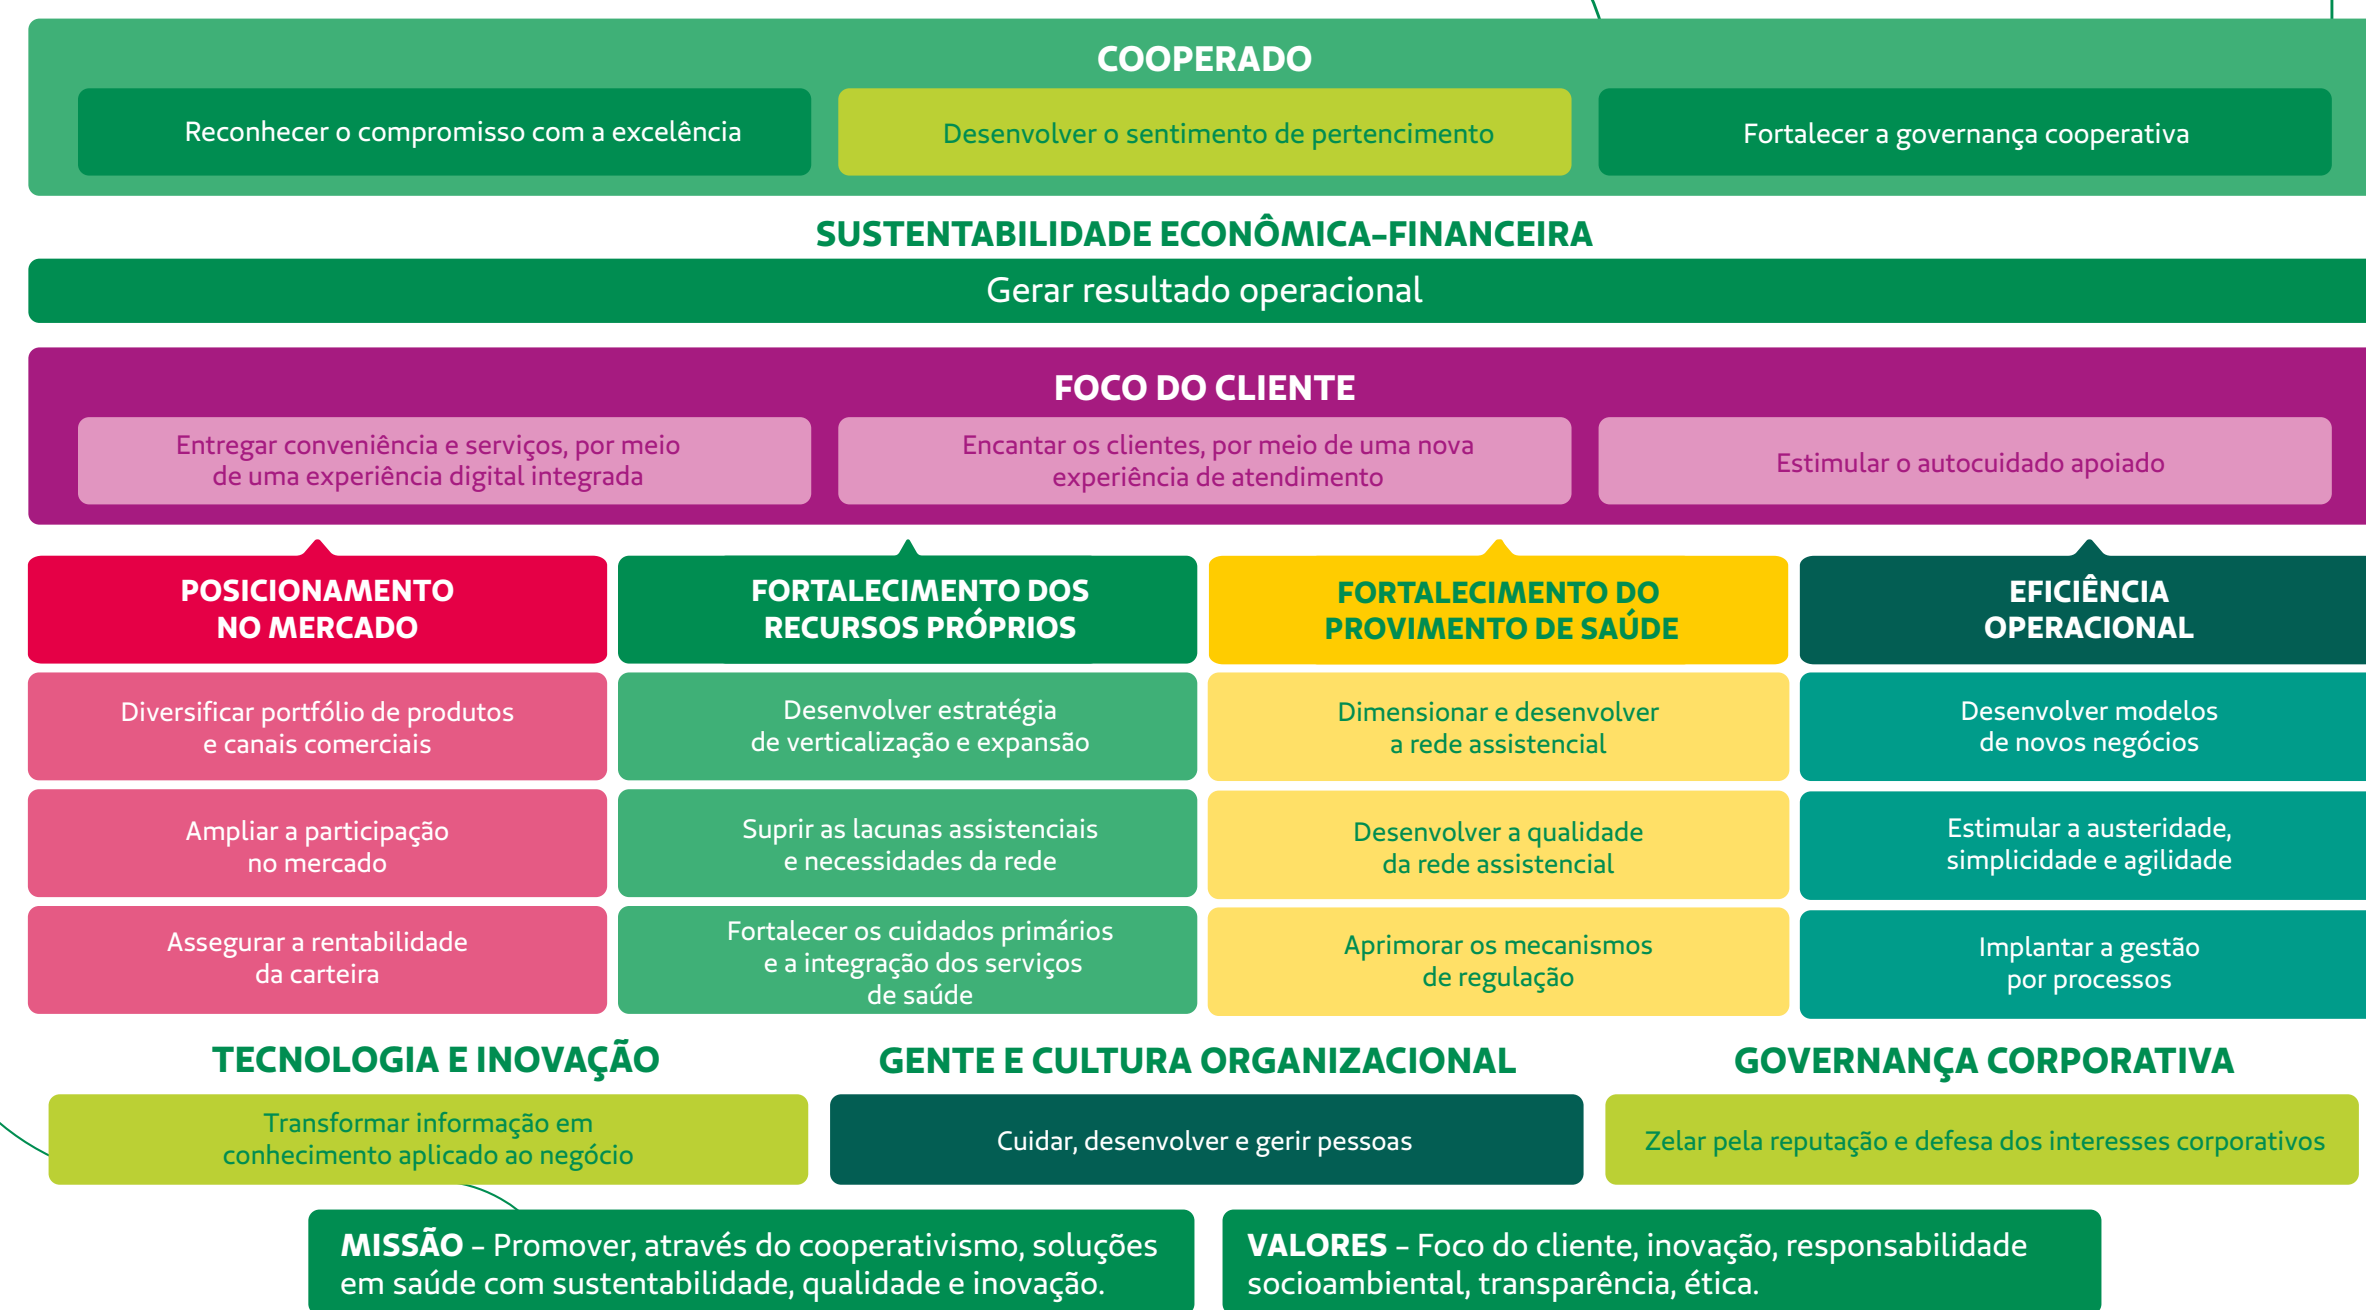 COOPERADO
Reconhecer o compromisso com a excelência
Desenvolver o sentimento de pertencimento
Fortalecer a governança cooperativa
SUSTENTABILIDADE ECONÔMICA–FINANCEIRA
Gerar resultado operacional
FOCO DO CLIENTE
Entregar conveniência e serviços, por meio
de uma experiência digital integrada
Encantar os clientes, por meio de uma nova
experiência de atendimento
Estimular o autocuidado apoiado
POSICIONAMENTO
NO MERCADO
Diversificar portfólio de produtos
e canais comerciais
Ampliar a participação
no mercado
Assegurar a rentabilidade
da carteira
FORTALECIMENTO DOS
RECURSOS PRÓPRIOS
Desenvolver estratégia
de verticalização e expansão
Suprir as lacunas assistenciais
e necessidades da rede
Fortalecer os cuidados primários
e a integração dos serviços
de saúde
FORTALECIMENTO DO
PROVIMENTO DE SAÚDE
Dimensionar e desenvolver
a rede assistencial
Desenvolver a qualidade
da rede assistencial
Aprimorar os mecanismos
de regulação
EFICIÊNCIA
OPERACIONAL
Desenvolver modelos
de novos negócios
Estimular a austeridade,
simplicidade e agilidade
Implantar a gestão
por processos
TECNOLOGIA E INOVAÇÃO
Transformar informação em
conhecimento aplicado ao negócio
GENTE E CULTURA ORGANIZACIONAL
Cuidar, desenvolver e gerir pessoas
GOVERNANÇA CORPORATIVA
Zelar pela reputação e defesa dos interesses corporativos
MISSÃO – Promover, através do cooperativismo, soluções
em saúde com sustentabilidade, qualidade e inovação.
VALORES – Foco do cliente, inovação, responsabilidade
socioambiental, transparência, ética.